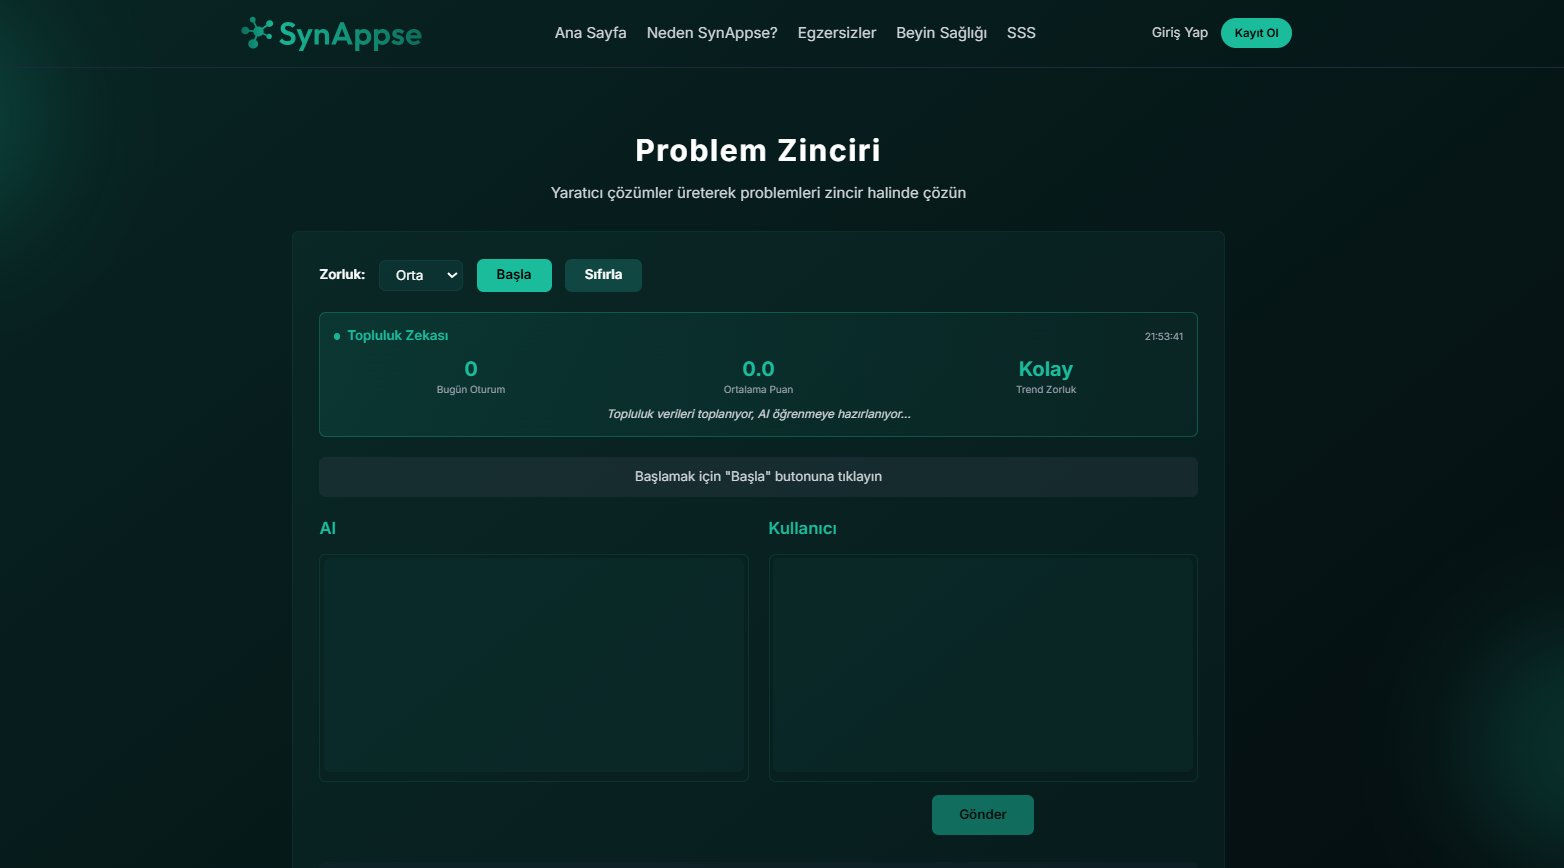 SynAppse
Ana Sayfa Neden SynAppse? Egzersizler Beyin Sağlığı SSS
Giriş Yap Kayıt Ol
Problem Zinciri
Yaratıcı çözümler üreterek problemleri zincir halinde çözün
Zorluk: Orta Başla Sıfırla
Topluluk Zekası 21:53:41
0 0.0 Kolay
Bugün Oturum Ortalama Puan Trend Zorluk
Topluluk verileri toplanıyor, AI öğrenmeye hazırlanıyor...
Başlamak için "Başla" butonuna tıklayın
AI Kullanıcı
Gönder